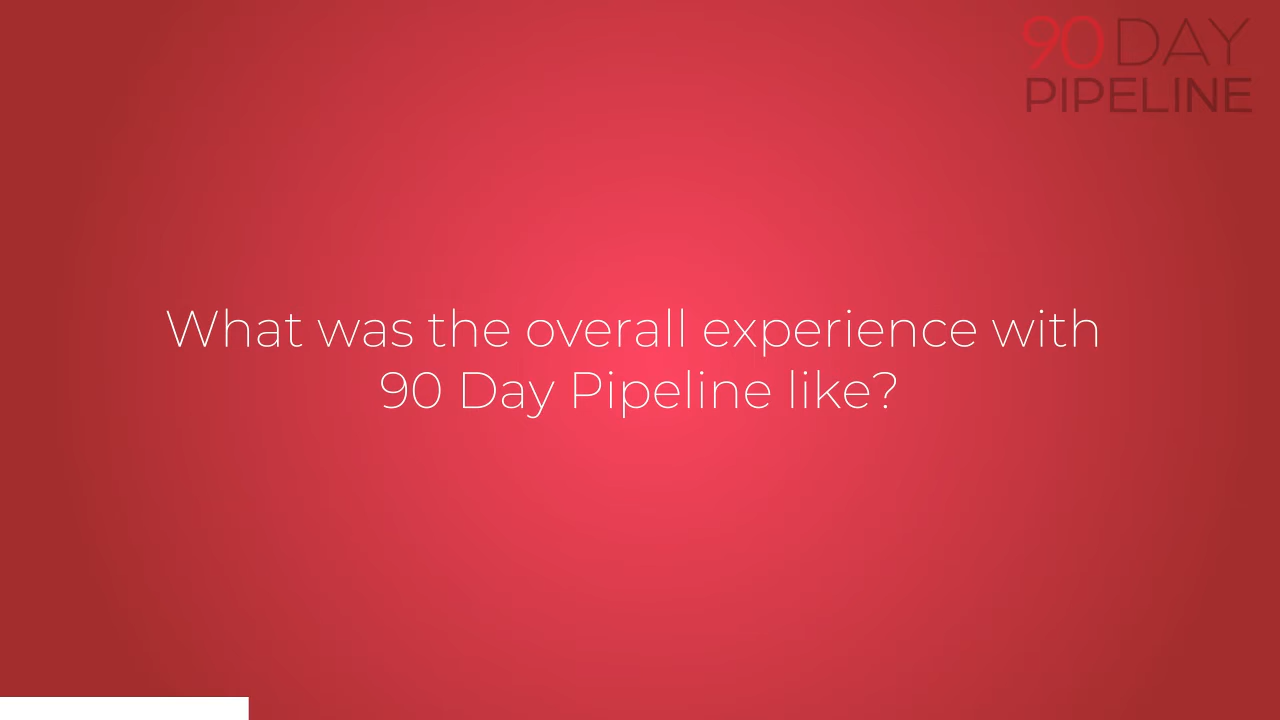 90 DAY
PIPELINE
What was the overall experience with
90 Day Pipeline like?